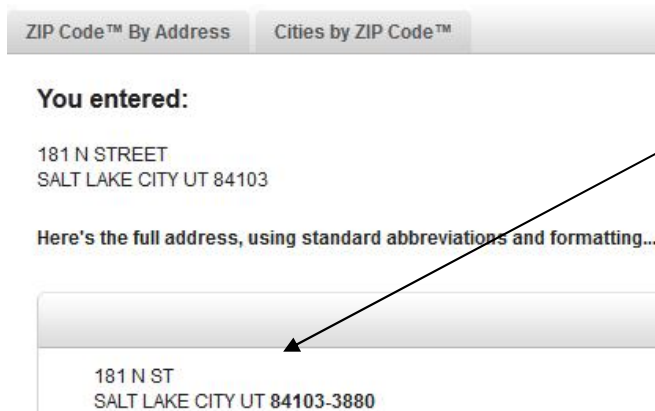 ZIP Code™ By Address Cities by ZIP Code™
You entered:
181 N STREET
SALT LAKE CITY UT 84103
Here's the full address, using standard abbreviations and formatting...
181 N ST
SALT LAKE CITY UT 84103-3880